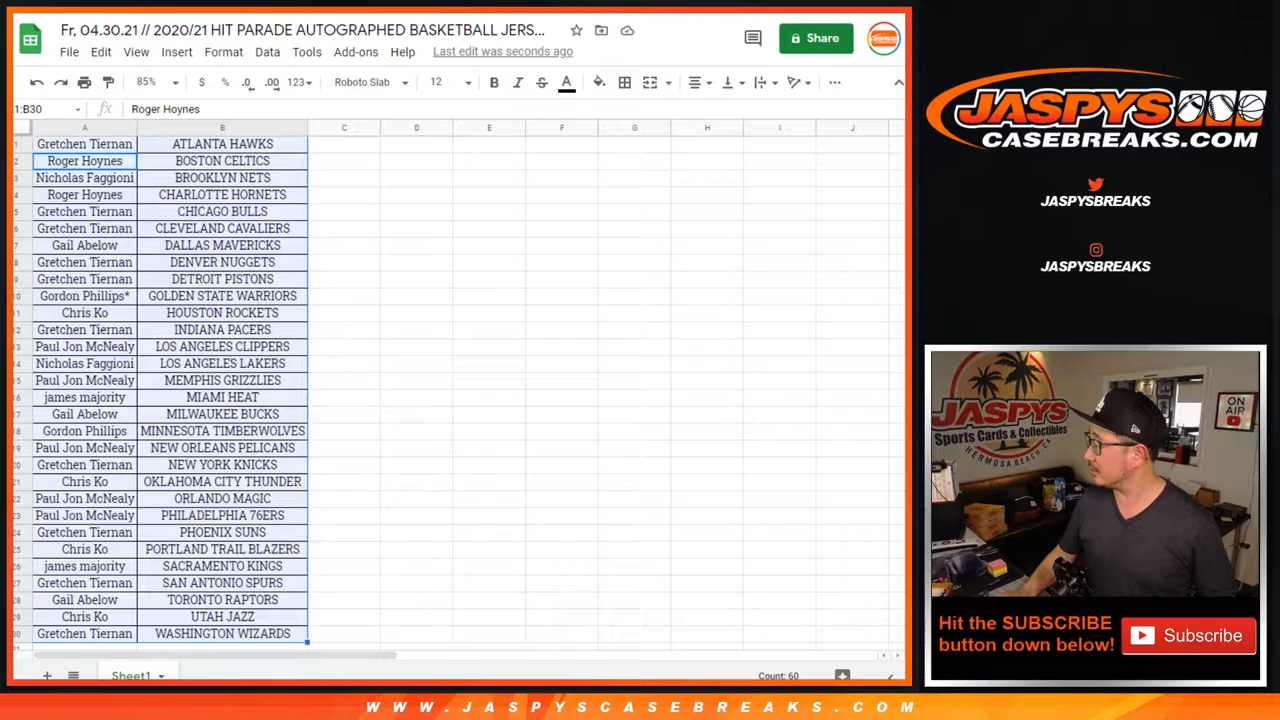 Fr, 04.30.21 // 2020/21 HIT PARADE AUTOGRAPHED BASKETBALL JERS...
Share
File Edit View Insert Format Data Tools Add-ons Help Last edit was seconds ago
85% $ % .0 .00 123 Roboto Slab 12 B I S A
1:B30 fx Roger Hoynes
A B C D E F G H I J
1 Gretchen Tiernan ATLANTA HAWKS
2 Roger Hoynes BOSTON CELTICS
3 Nicholas Faggioni BROOKLYN NETS
4 Roger Hoynes CHARLOTTE HORNETS
5 Gretchen Tiernan CHICAGO BULLS
6 Gretchen Tiernan CLEVELAND CAVALIERS
7 Gail Abelow DALLAS MAVERICKS
8 Gretchen Tiernan DENVER NUGGETS
9 Gretchen Tiernan DETROIT PISTONS
10 Gordon Phillips* GOLDEN STATE WARRIORS
11 Chris Ko HOUSTON ROCKETS
12 Gretchen Tiernan INDIANA PACERS
13 Paul Jon McNealy LOS ANGELES CLIPPERS
14 Nicholas Faggioni LOS ANGELES LAKERS
15 Paul Jon McNealy MEMPHIS GRIZZLIES
16 james majority MIAMI HEAT
17 Gail Abelow MILWAUKEE BUCKS
18 Gordon Phillips MINNESOTA TIMBERWOLVES
19 Paul Jon McNealy NEW ORLEANS PELICANS
20 Gretchen Tiernan NEW YORK KNICKS
21 Chris Ko OKLAHOMA CITY THUNDER
22 Paul Jon McNealy ORLANDO MAGIC
23 Paul Jon McNealy PHILADELPHIA 76ERS
24 Gretchen Tiernan PHOENIX SUNS
25 Chris Ko PORTLAND TRAIL BLAZERS
26 james majority SACRAMENTO KINGS
27 Gretchen Tiernan SAN ANTONIO SPURS
28 Gail Abelow TORONTO RAPTORS
29 Chris Ko UTAH JAZZ
30 Gretchen Tiernan WASHINGTON WIZARDS
Sheet1
Count: 60
JASPYS
CASEBREAKS.COM
JASPYSBREAKS
JASPYSBREAKS
JASPYS
Sports Cards & Collectibles
HERMOSA BEACH, CA
ON
AIR
Hit the SUBSCRIBE
button down below!
Subscribe
WWW.JASPYSCASEBREAKS.COM